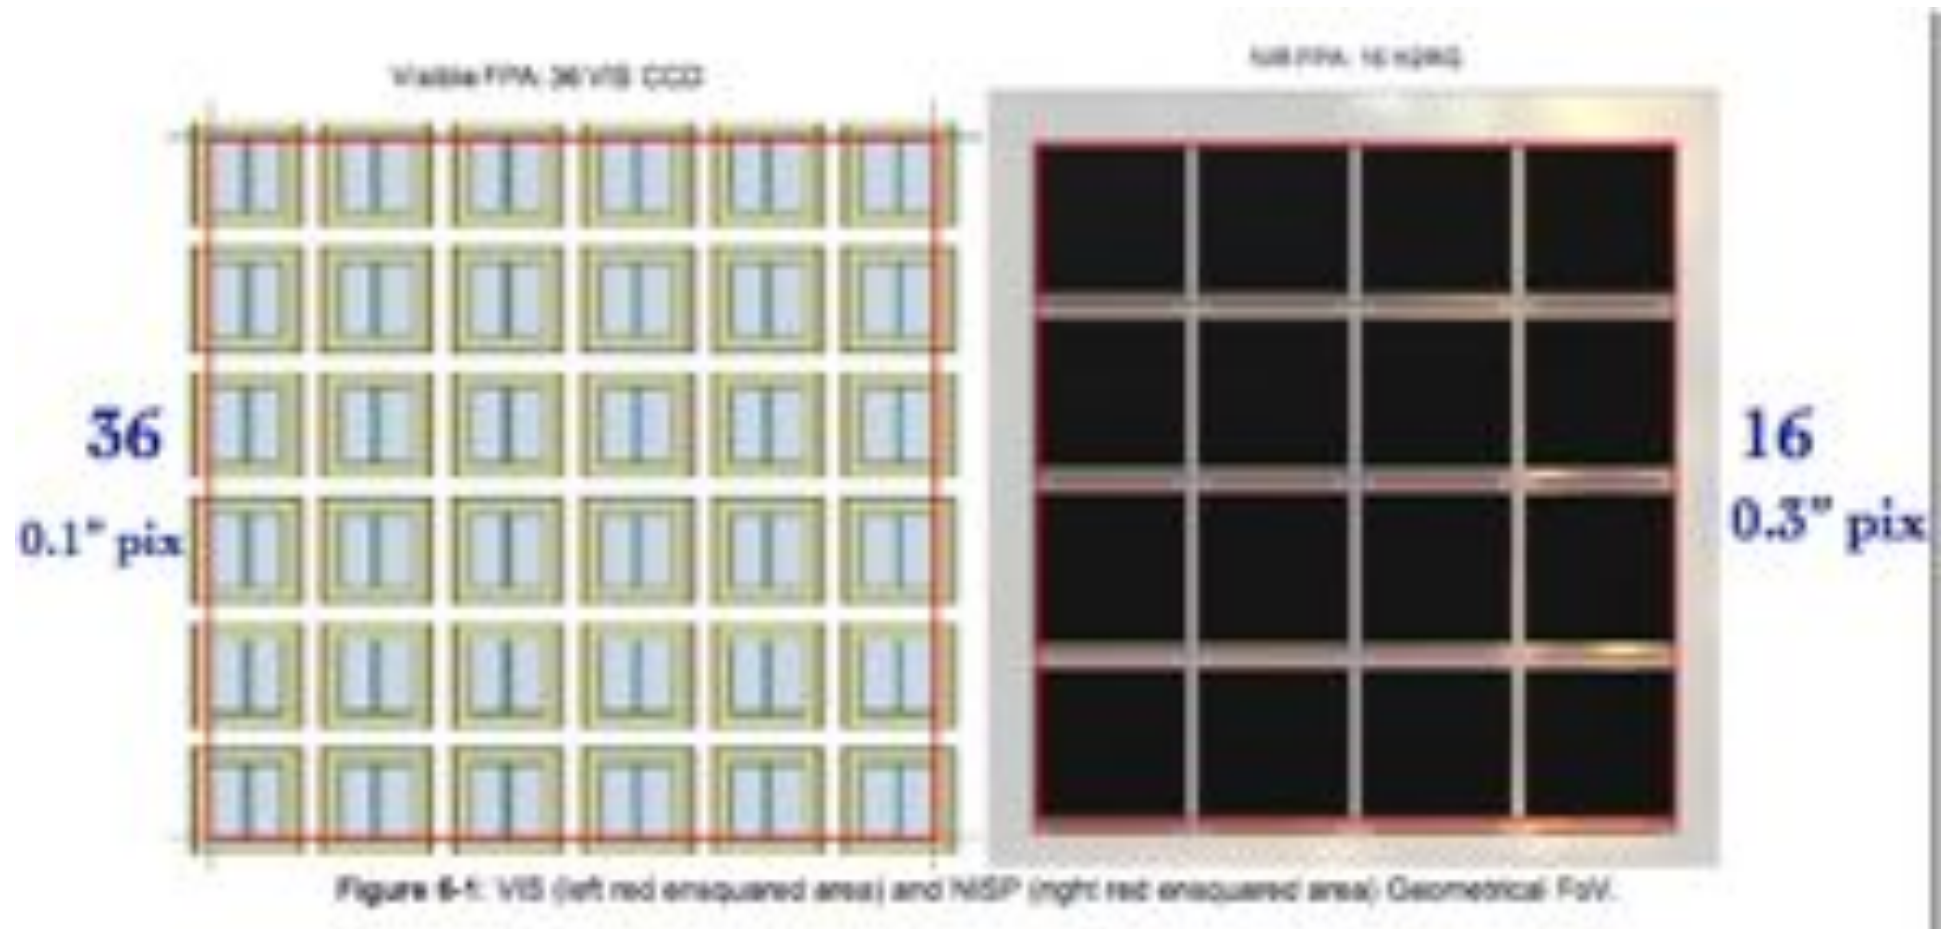 Visible FPA: 36 VIS CCD
NIR FPA: 16 H2RG
36
0.1” pix
16
0.3” pix
Figure 6-1: VIS (left red ensquared area) and NISP (right red ensquared area) Geometrical FoV.